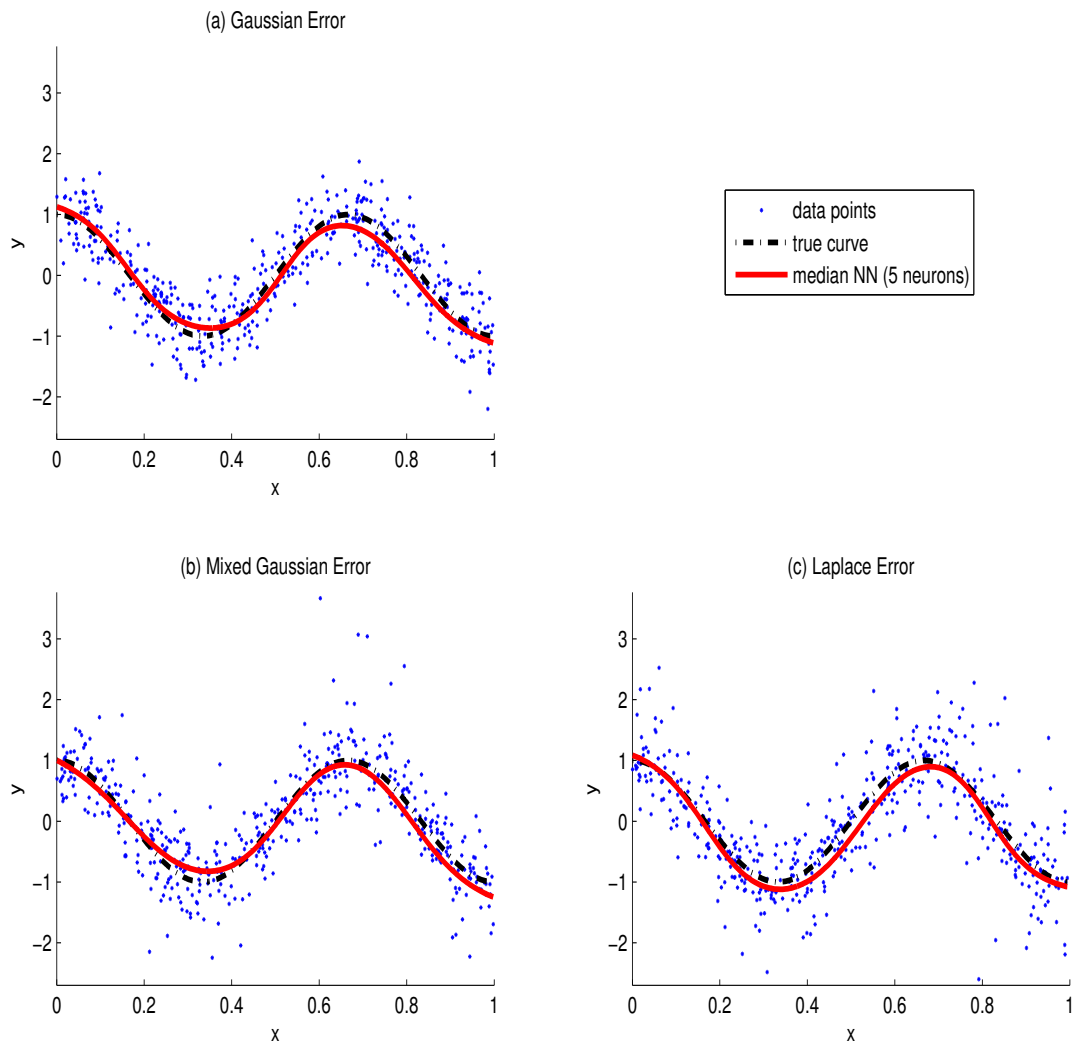 (a) Gaussian Error
3
2
1
0
−1
−2
y
0 0.2 0.4 0.6 0.8 1
x
data points
true curve
median NN (5 neurons)
(b) Mixed Gaussian Error
3
2
1
0
−1
−2
y
0 0.2 0.4 0.6 0.8 1
x
(c) Laplace Error
3
2
1
0
−1
−2
y
0 0.2 0.4 0.6 0.8 1
x